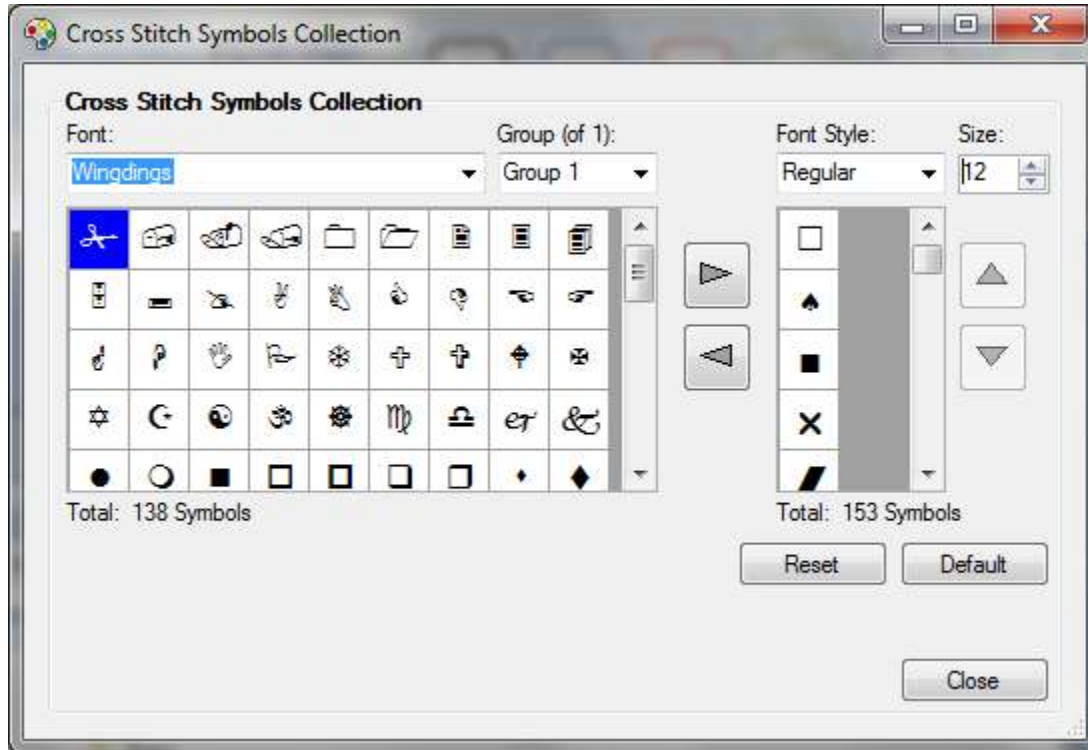 Cross Stitch Symbols Collection
Cross Stitch Symbols Collection
Font: Group (of 1): Font Style: Size:
Wingdings Group 1 Regular 12
Total: 138 Symbols Total: 153 Symbols
Reset Default
Close